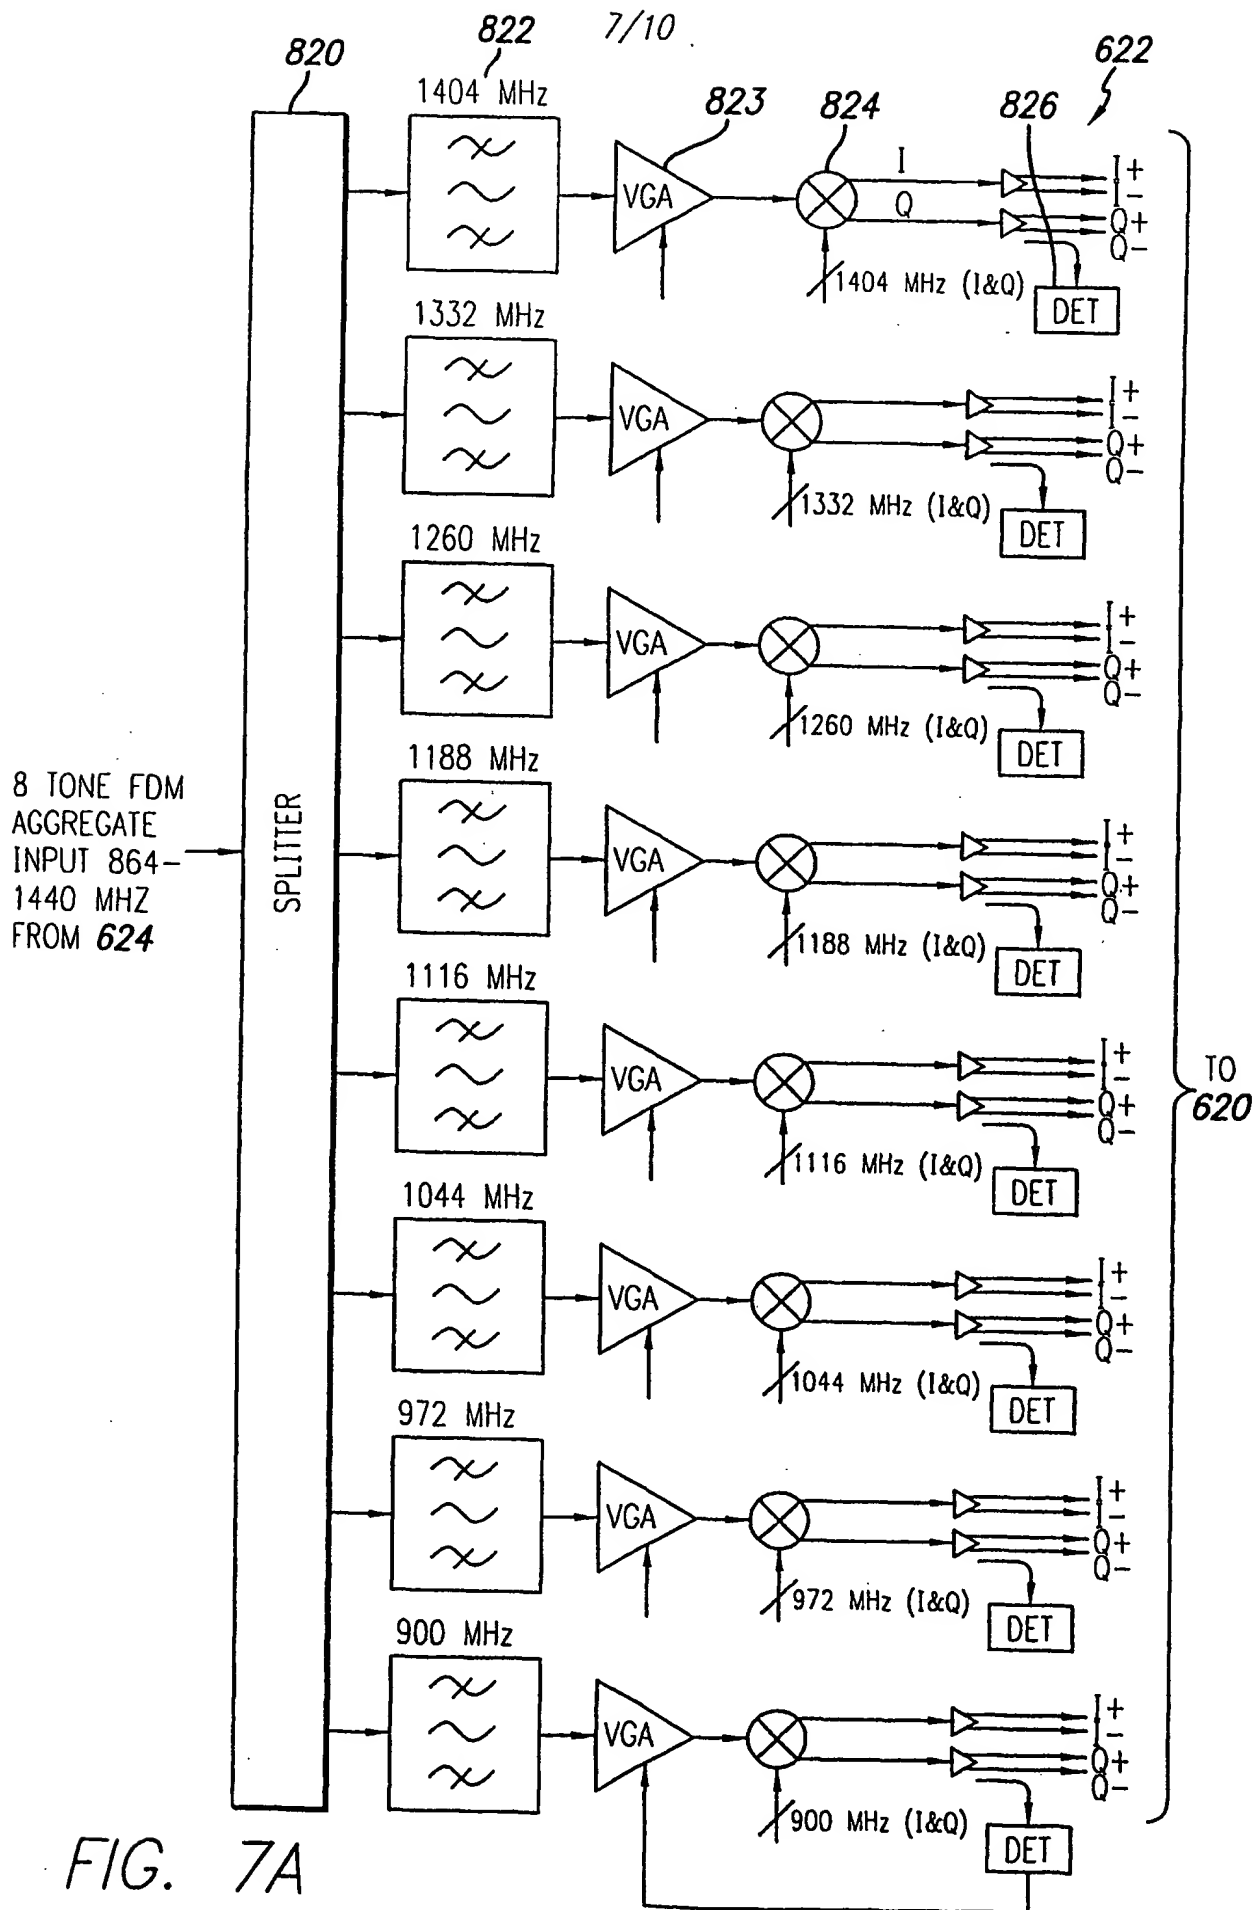 7/10
820
822
622
1404 MHz
823
824
826
VGA
I
Q
I+
I-
Q+
Q-
1404 MHz (I&Q)
DET
1332 MHz
VGA
I+
I-
Q+
Q-
1332 MHz (I&Q)
DET
1260 MHz
VGA
I+
I-
Q+
Q-
1260 MHz (I&Q)
DET
8 TONE FDM
AGGREGATE
INPUT 864-
1440 MHZ
FROM 624
SPLITTER
1188 MHz
VGA
I+
I-
Q+
Q-
1188 MHz (I&Q)
DET
1116 MHz
VGA
I+
I-
Q+
Q-
1116 MHz (I&Q)
DET
TO
620
1044 MHz
VGA
I+
I-
Q+
Q-
1044 MHz (I&Q)
DET
972 MHz
VGA
I+
I-
Q+
Q-
972 MHz (I&Q)
DET
900 MHz
VGA
I+
I-
Q+
Q-
900 MHz (I&Q)
DET
FIG. 7A